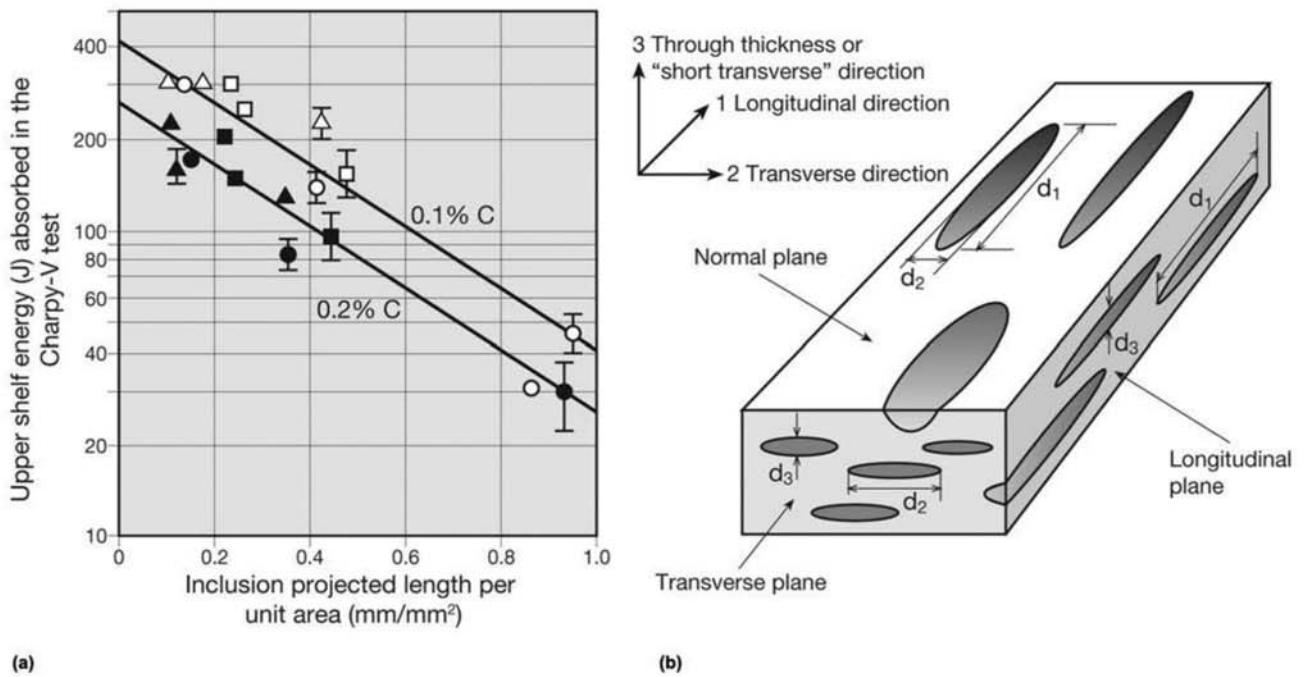 Upper shelf energy (J) absorbed in the
Charpy-V test
400
200
100
80
60
40
20
10
0.1% C
0.2% C
0
0.2
0.4
0.6
0.8
1.0
Inclusion projected length per
unit area (mm/mm²)
(a)
3 Through thickness or
"short transverse" direction
1 Longitudinal direction
2 Transverse direction
d₁
d₂
d₁
d₃
Normal plane
d₃
d₂
Longitudinal
plane
Transverse plane
(b)